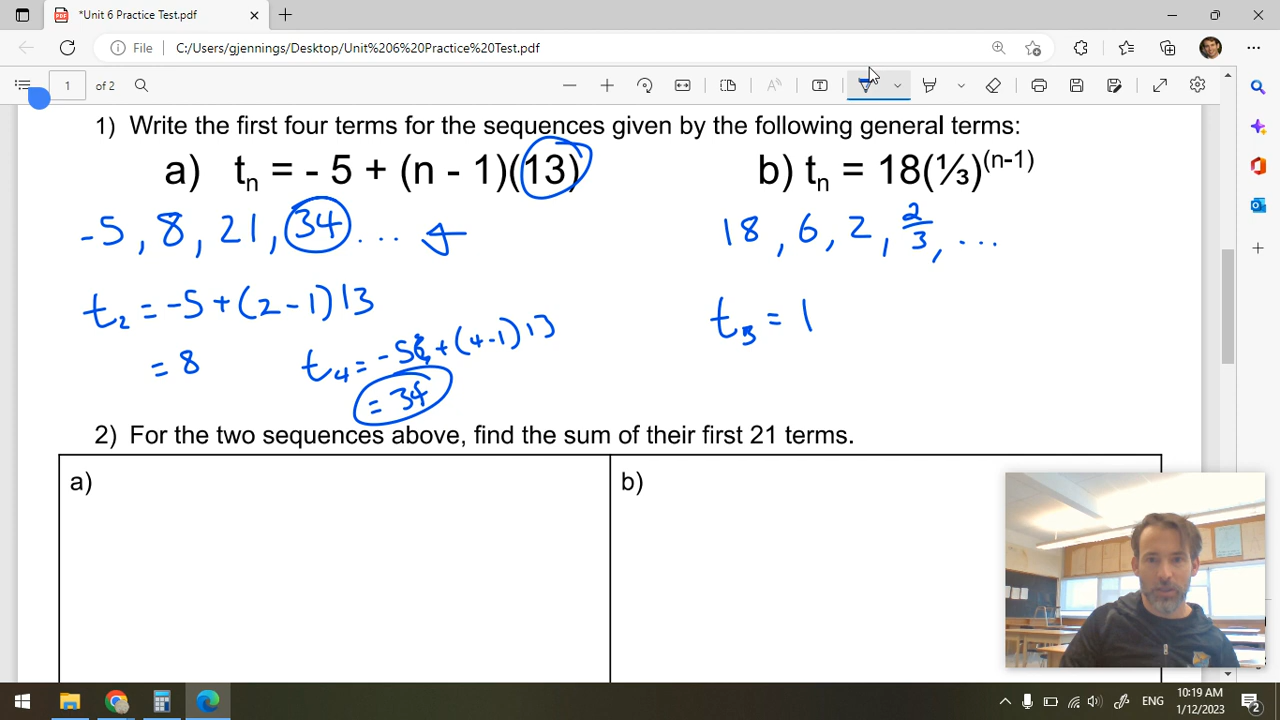 *Unit 6 Practice Test.pdf
File C:/Users/gjennings/Desktop/Unit%206%20Practice%20Test.pdf
1 of 2
1) Write the first four terms for the sequences given by the following general terms:
a) tₙ = - 5 + (n - 1)(13)
b) tₙ = 18(⅓)⁽ⁿ⁻¹⁾
-5, 8, 21, 34 ...
18, 6, 2, 2/3, ...
t₂ = -5 + (2-1)13
= 8
t₄ = -5 + (4-1)13
= 34
t₃ = 1
2) For the two sequences above, find the sum of their first 21 terms.
a)
b)
ENG
10:19 AM
1/12/2023
2